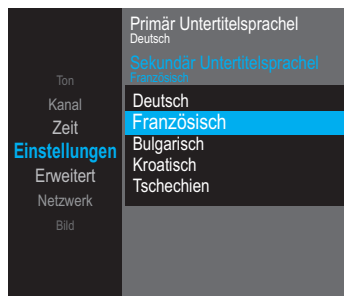 Primär Untertitelsprachel
Deutsch
Sekundär Untertitelsprachel
Französisch
Ton
Kanal
Zeit
Einstellungen
Erweitert
Netzwerk
Bild
Deutsch
Französisch
Bulgarisch
Kroatisch
Tschechien